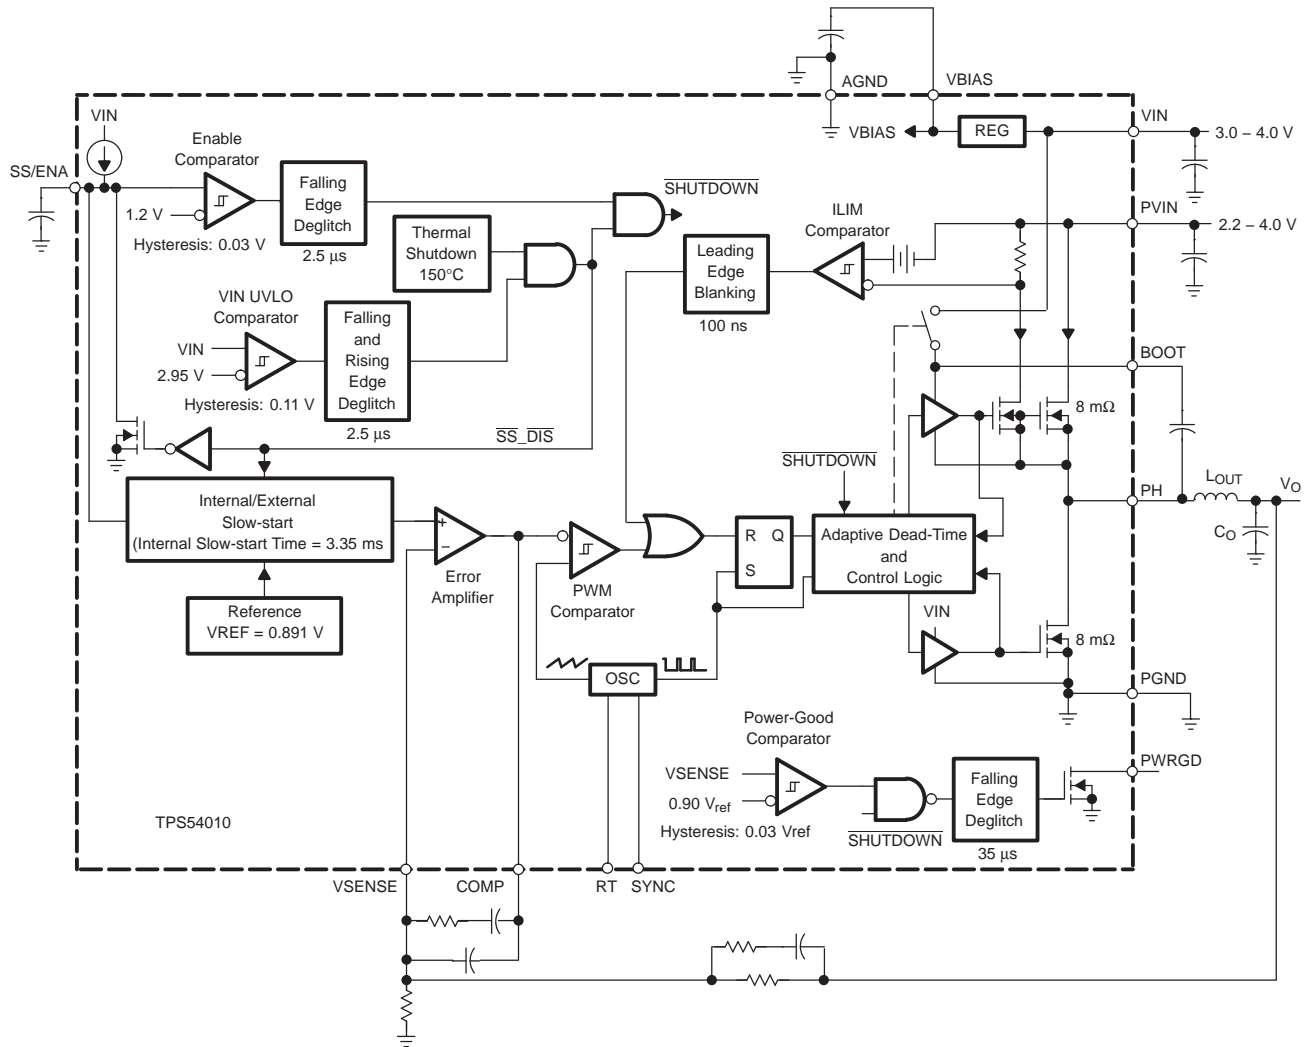 AGND
VBIAS
VIN
VIN
Enable
Comparator
SS/ENA
1.2 V
Hysteresis: 0.03 V
Falling
Edge
Deglitch
2.5 μs
VBIAS
REG
3.0 – 4.0 V
SHUTDOWN
Thermal
Shutdown
150°C
Leading
Edge
Blanking
100 ns
ILIM
Comparator
PVIN
2.2 – 4.0 V
VIN UVLO
Comparator
VIN
2.95 V
Hysteresis: 0.11 V
Falling
and
Rising
Edge
Deglitch
2.5 μs
SS_DIS
BOOT
8 mΩ
SHUTDOWN
PH
LOUT
VO
CO
Internal/External
Slow-start
(Internal Slow-start Time = 3.35 ms
Reference
VREF = 0.891 V
+
−
Error
Amplifier
PWM
Comparator
R Q
S
Adaptive Dead-Time
and
Control Logic
VIN
8 mΩ
OSC
PGND
Power-Good
Comparator
VSENSE
0.90 Vref
Hysteresis: 0.03 Vref
SHUTDOWN
Falling
Edge
Deglitch
35 μs
PWRGD
TPS54010
VSENSE
COMP
RT
SYNC